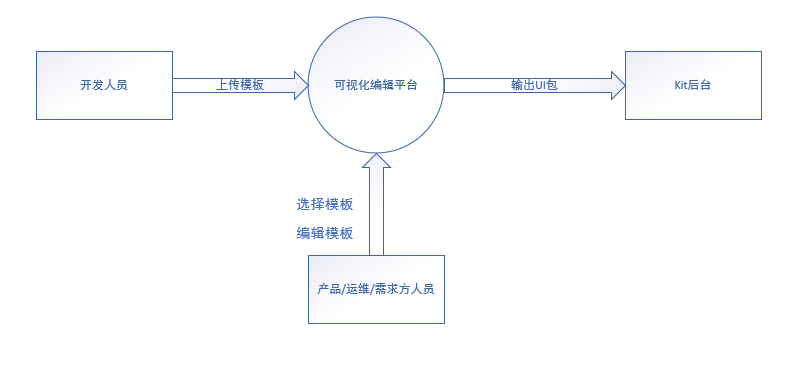 开发人员
上传模板
可视化编辑平台
输出UI包
Kit后台
选择模板
编辑模板
产品/运维/需求方人员